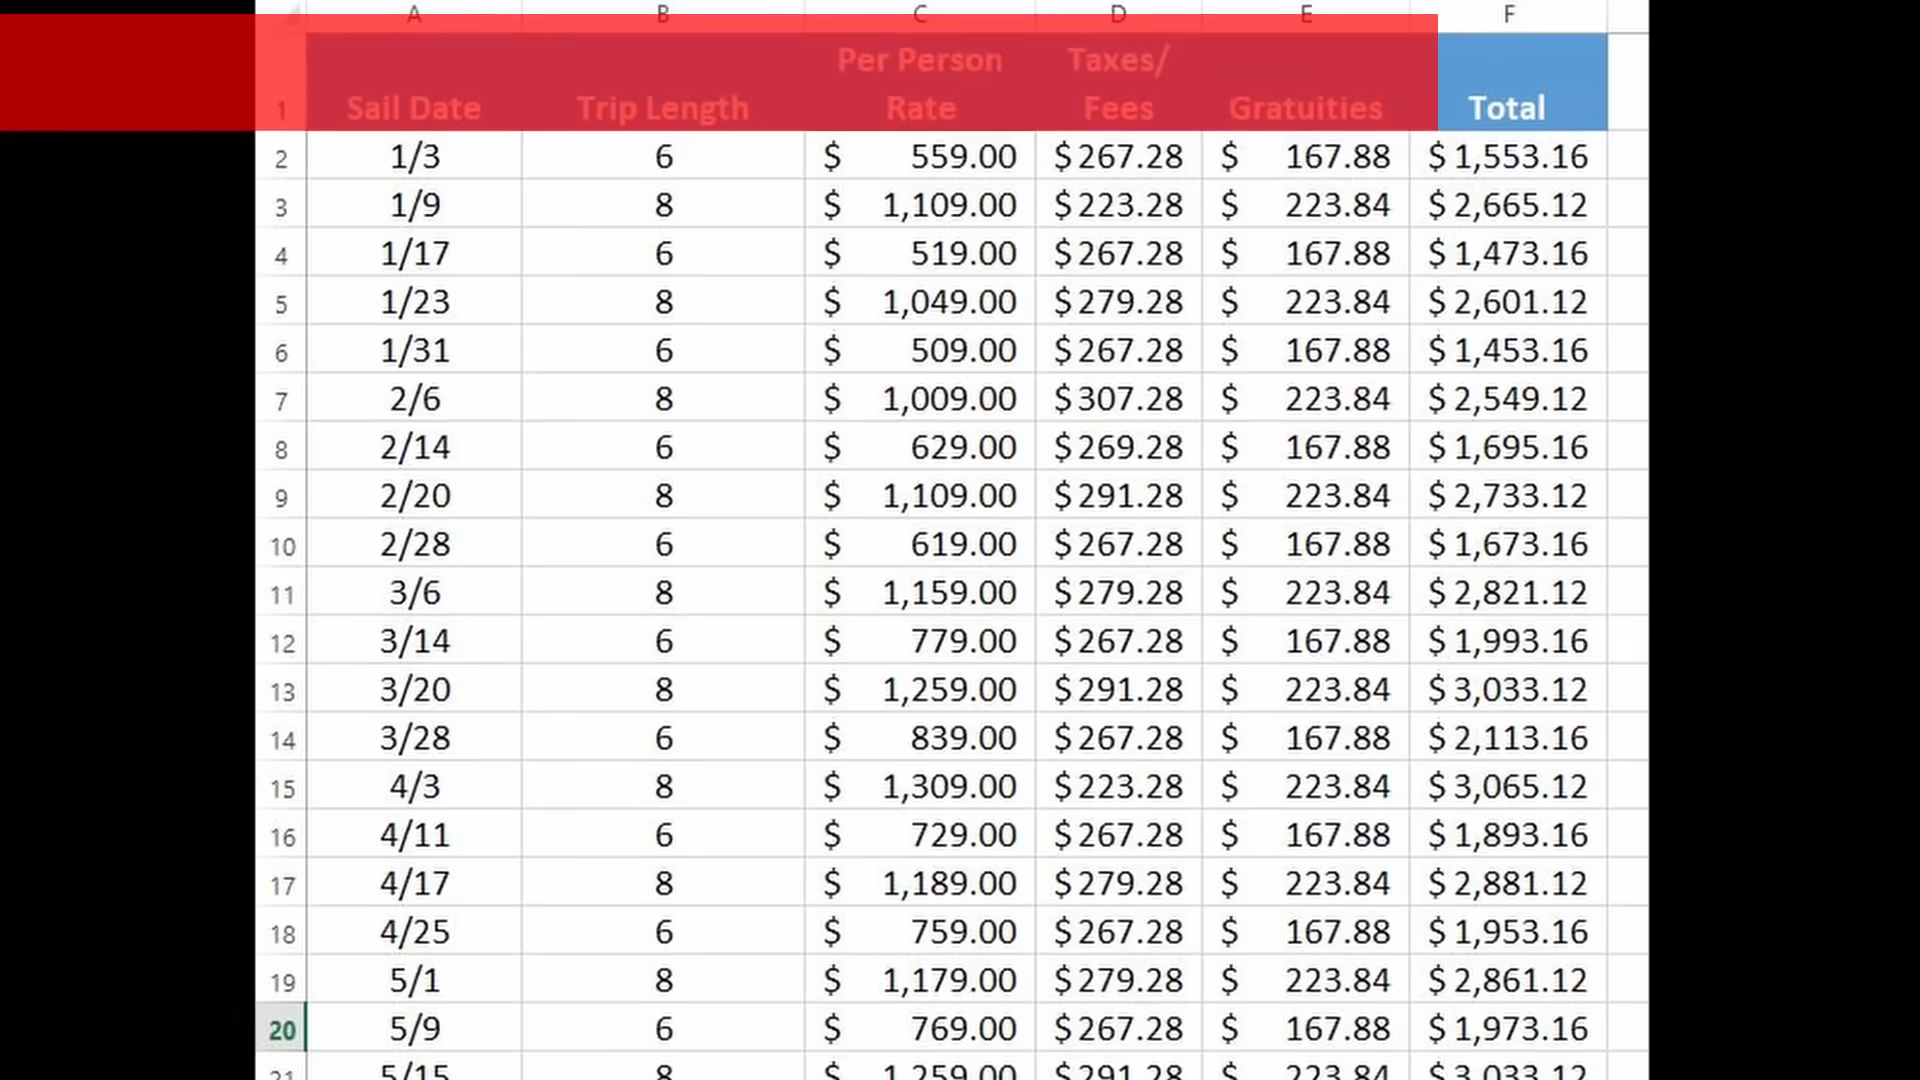 A B C D E F
1 Sail Date Trip Length Per Person Rate Taxes/ Fees Gratuities Total
2 1/3 6 $ 559.00 $ 267.28 $ 167.88 $ 1,553.16
3 1/9 8 $ 1,109.00 $ 223.28 $ 223.84 $ 2,665.12
4 1/17 6 $ 519.00 $ 267.28 $ 167.88 $ 1,473.16
5 1/23 8 $ 1,049.00 $ 279.28 $ 223.84 $ 2,601.12
6 1/31 6 $ 509.00 $ 267.28 $ 167.88 $ 1,453.16
7 2/6 8 $ 1,009.00 $ 307.28 $ 223.84 $ 2,549.12
8 2/14 6 $ 629.00 $ 269.28 $ 167.88 $ 1,695.16
9 2/20 8 $ 1,109.00 $ 291.28 $ 223.84 $ 2,733.12
10 2/28 6 $ 619.00 $ 267.28 $ 167.88 $ 1,673.16
11 3/6 8 $ 1,159.00 $ 279.28 $ 223.84 $ 2,821.12
12 3/14 6 $ 779.00 $ 267.28 $ 167.88 $ 1,993.16
13 3/20 8 $ 1,259.00 $ 291.28 $ 223.84 $ 3,033.12
14 3/28 6 $ 839.00 $ 267.28 $ 167.88 $ 2,113.16
15 4/3 8 $ 1,309.00 $ 223.28 $ 223.84 $ 3,065.12
16 4/11 6 $ 729.00 $ 267.28 $ 167.88 $ 1,893.16
17 4/17 8 $ 1,189.00 $ 279.28 $ 223.84 $ 2,881.12
18 4/25 6 $ 759.00 $ 267.28 $ 167.88 $ 1,953.16
19 5/1 8 $ 1,179.00 $ 279.28 $ 223.84 $ 2,861.12
20 5/9 6 $ 769.00 $ 267.28 $ 167.88 $ 1,973.16
21 5/15 8 $ 1,259.00 $ 291.28 $ 223.84 $ 3,033.12